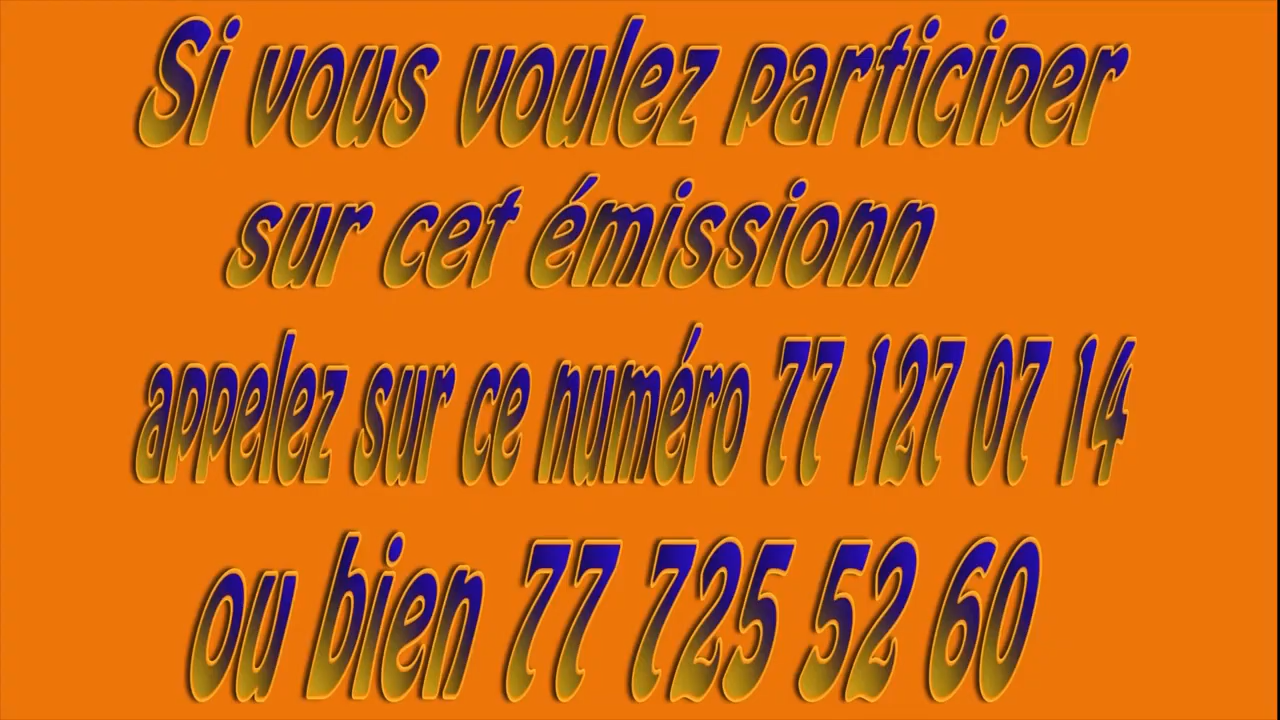 Si vous voulez participer
sur cet émissionn
appelez sur ce numéro 77 127 07 14
ou bien 77 725 52 60